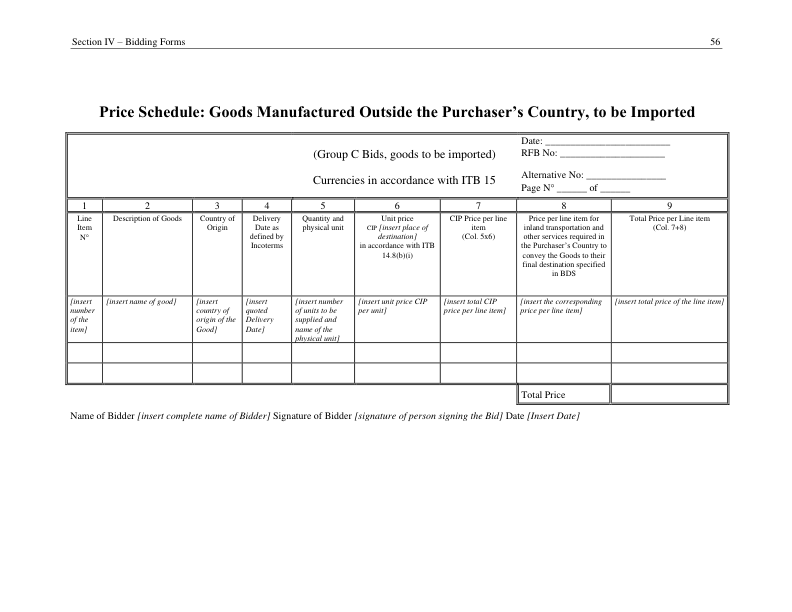 Section IV – Bidding Forms 56
Price Schedule: Goods Manufactured Outside the Purchaser's Country, to be Imported
(Group C Bids, goods to be imported)
Currencies in accordance with ITB 15
Date: _________________________
RFB No: _____________________
Alternative No: ________________
Page N° ______ of ______
1 2 3 4 5 6 7 8 9
Line
Item
N°
Description of Goods
Country of
Origin
Delivery
Date as
defined by
Incoterms
Quantity and
physical unit
Unit price
CIP [insert place of
destination]
in accordance with ITB
14.8(b)(i)
CIP Price per line
item
(Col. 5x6)
Price per line item for
inland transportation and
other services required in
the Purchaser's Country to
convey the Goods to their
final destination specified
in BDS
Total Price per Line item
(Col. 7+8)
[insert
number
of the
item]
[insert name of good]
[insert
country of
origin of the
Good]
[insert
quoted
Delivery
Date]
[insert number
of units to be
supplied and
name of the
physical unit]
[insert unit price CIP
per unit]
[insert total CIP
price per line item]
[insert the corresponding
price per line item]
[insert total price of the line item]
Total Price
Name of Bidder [insert complete name of Bidder] Signature of Bidder [signature of person signing the Bid] Date [Insert Date]